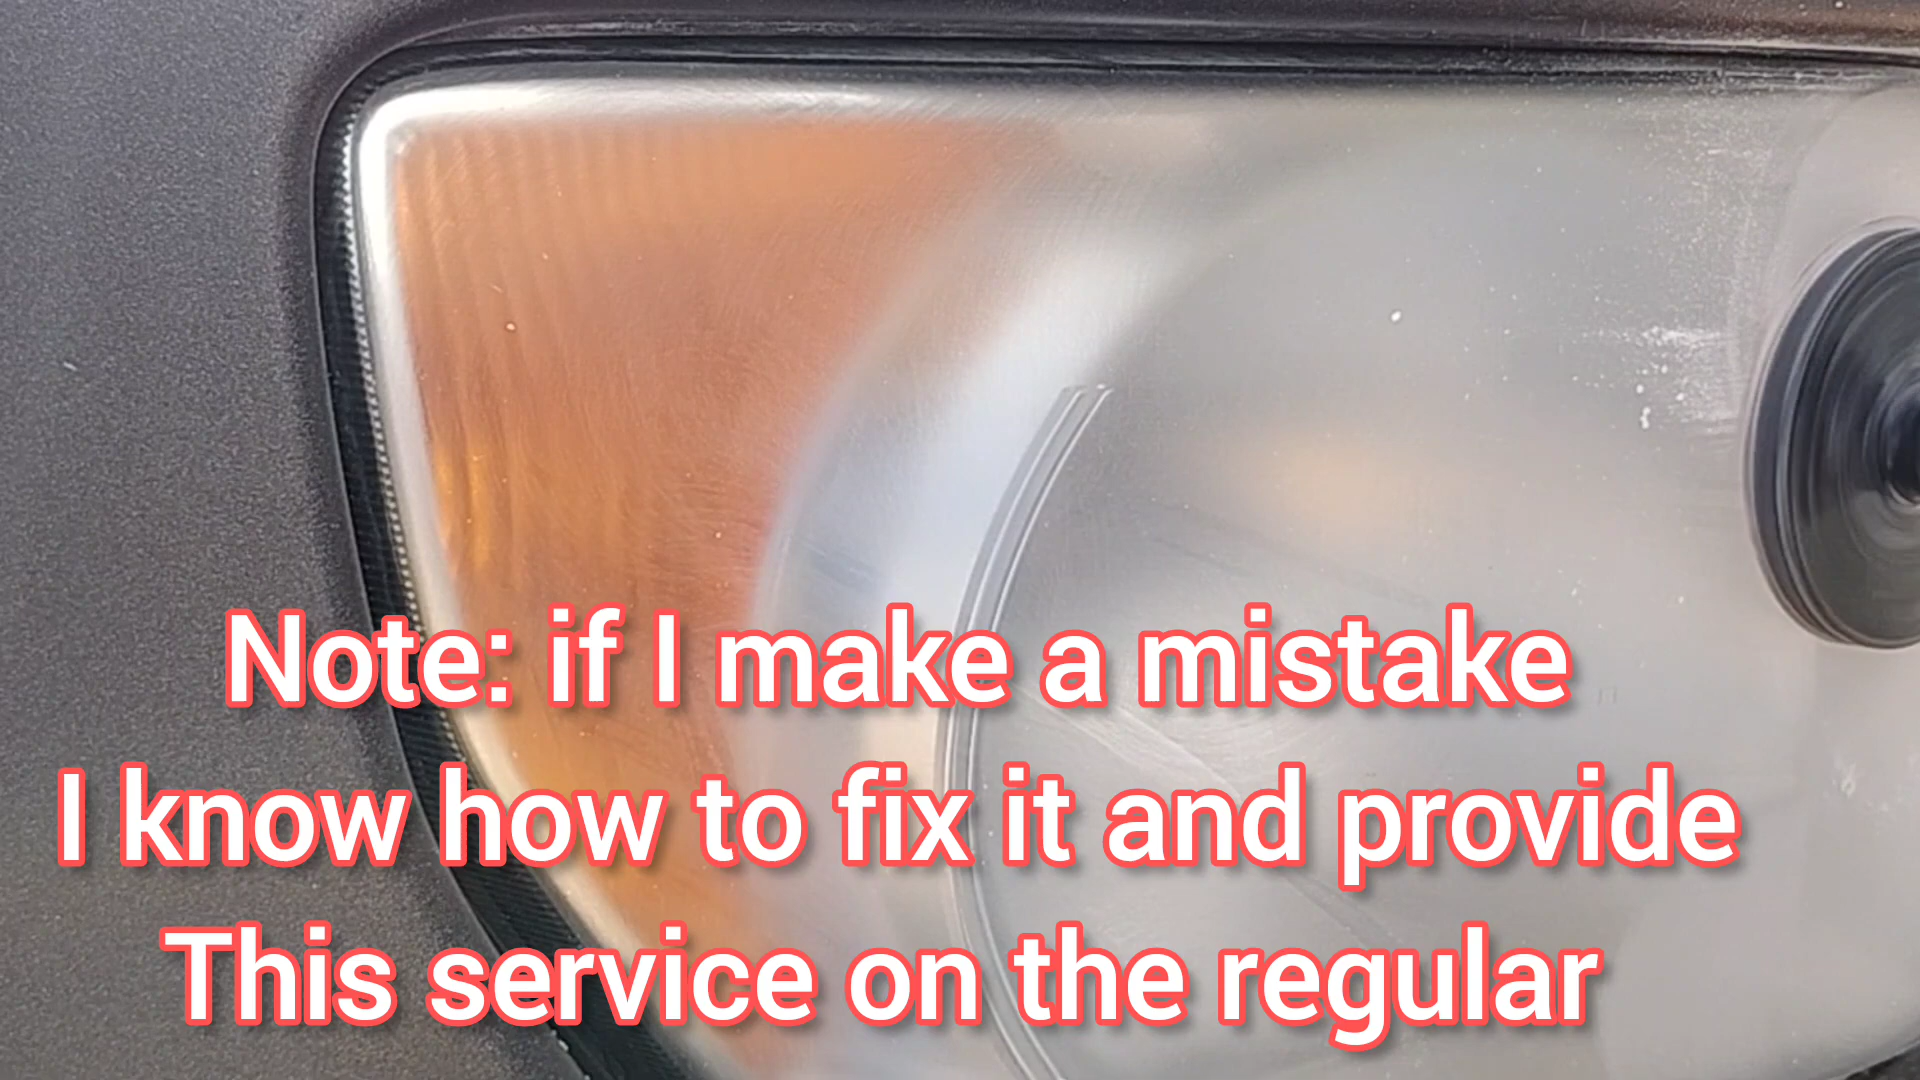 Note: if I make a mistake
I know how to fix it and provide
This service on the regular